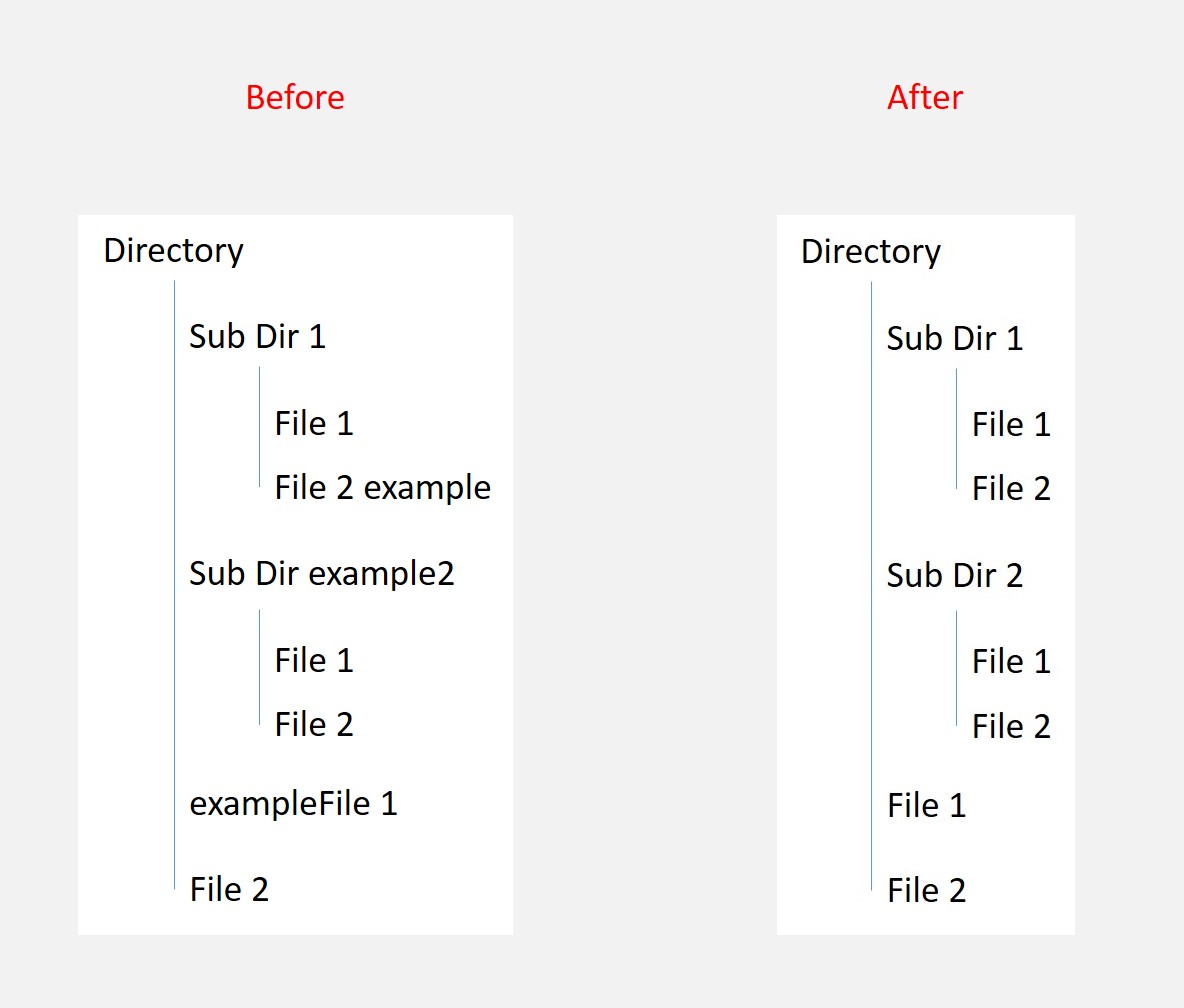 Before
Directory
Sub Dir 1
File 1
File 2 example
Sub Dir example2
File 1
File 2
exampleFile 1
File 2
After
Directory
Sub Dir 1
File 1
File 2
Sub Dir 2
File 1
File 2
File 1
File 2